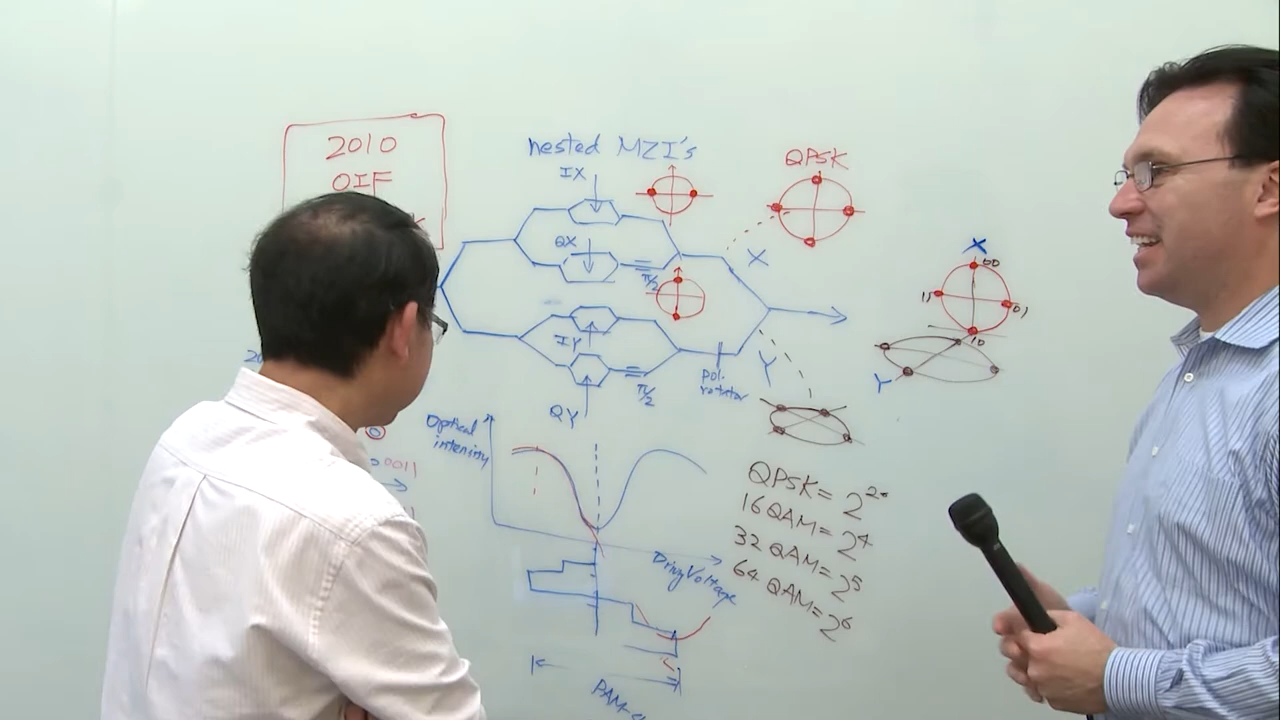 2010
OIF
nested MZI's
IX
QX
π/2
IY
QY
π/2
pol.
rotator
X
Y
QPSK
X
00
11
01
10
Y
Optical
intensity
0011
Driving Voltage
QPSK = 2²
16 QAM = 2⁴
32 QAM = 2⁵
64 QAM = 2⁶